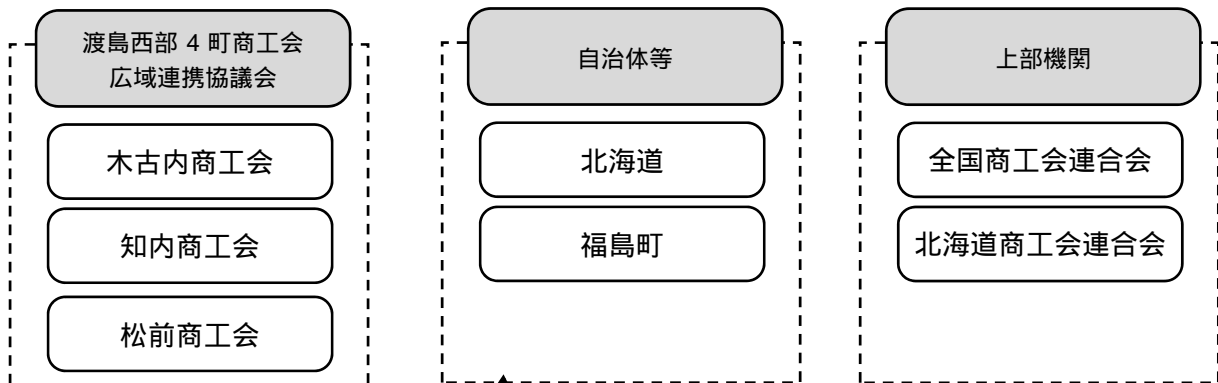 渡島西部 4 町商工会
広域連携協議会
木古内商工会
知内商工会
松前商工会
自治体等
北海道
福島町
上部機関
全国商工会連合会
北海道商工会連合会